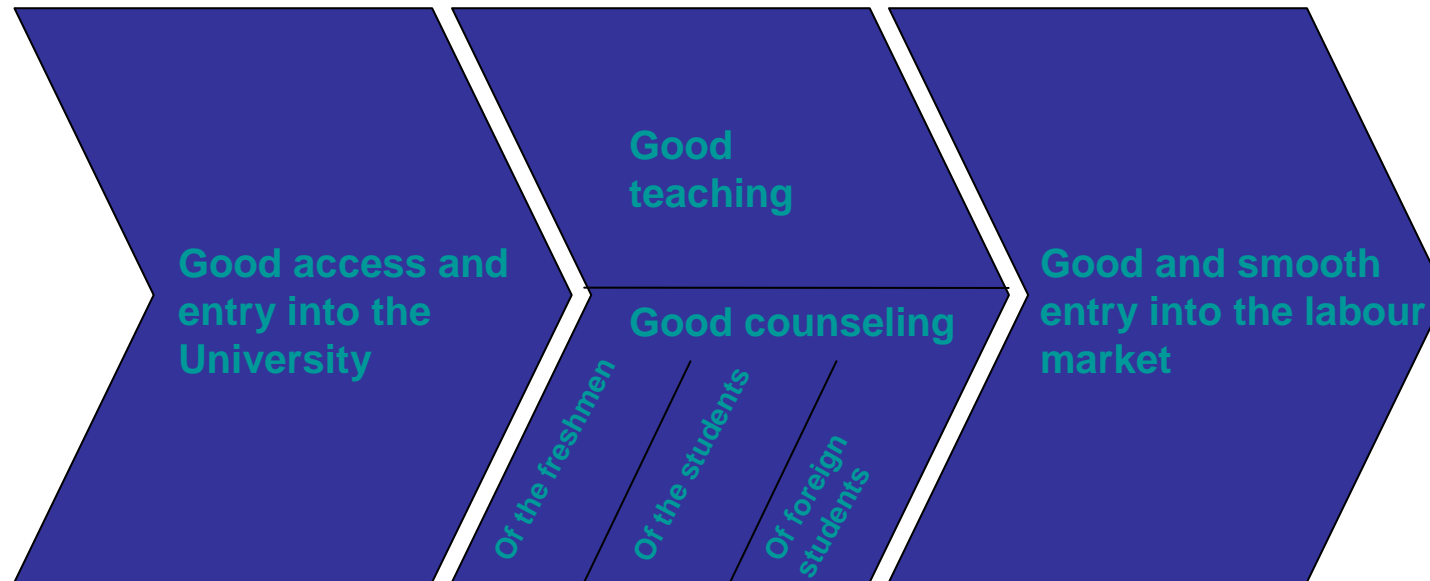 Good access and
entry into the
University
Good
teaching
Good counseling
Of the freshmen
Of the students
Of foreign
students
Good and smooth
entry into the labour
market